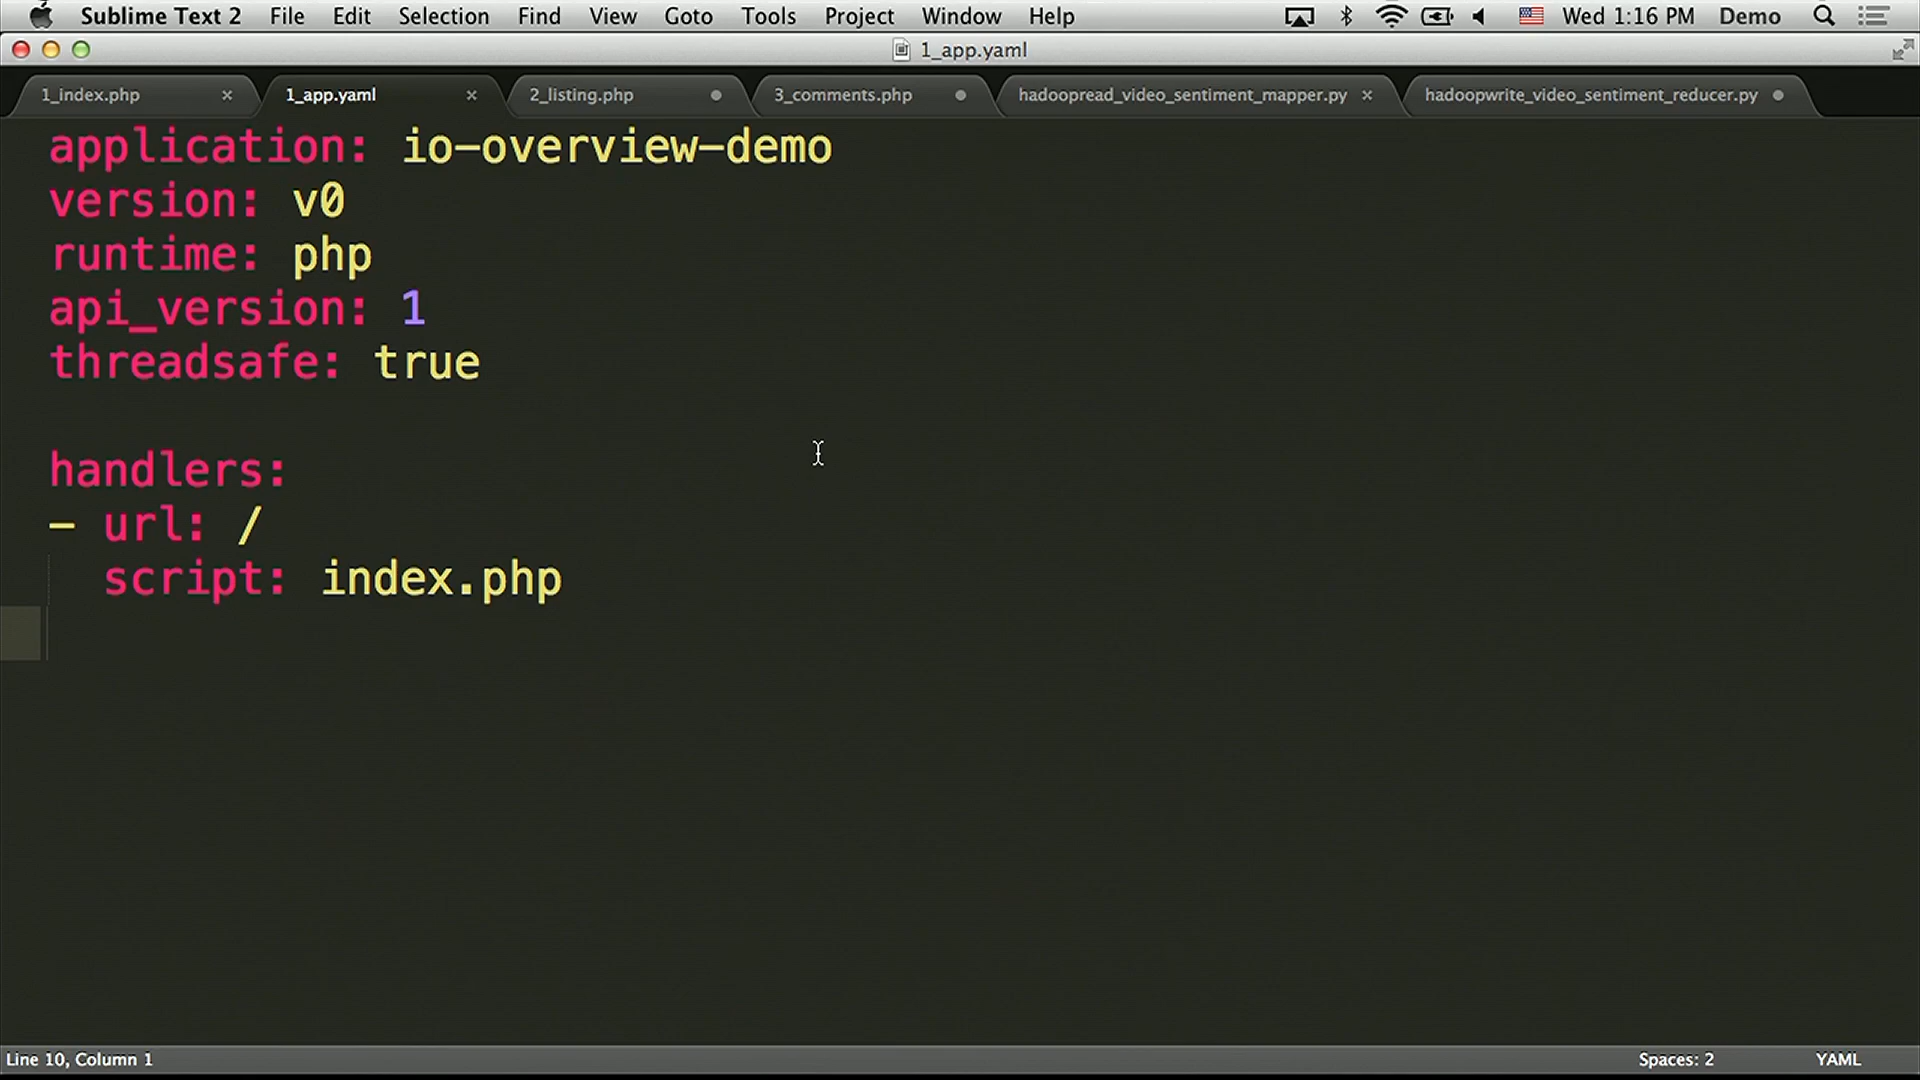 Sublime Text 2 File Edit Selection Find View Goto Tools Project Window Help Wed 1:16 PM Demo
1_app.yaml
1_index.php × 1_app.yaml × 2_listing.php 3_comments.php hadoopread_video_sentiment_mapper.py × hadoopwrite_video_sentiment_reducer.py
application: io-overview-demo
version: v0
runtime: php
api_version: 1
threadsafe: true
handlers:
- url: /
script: index.php
Line 10, Column 1 Spaces: 2 YAML